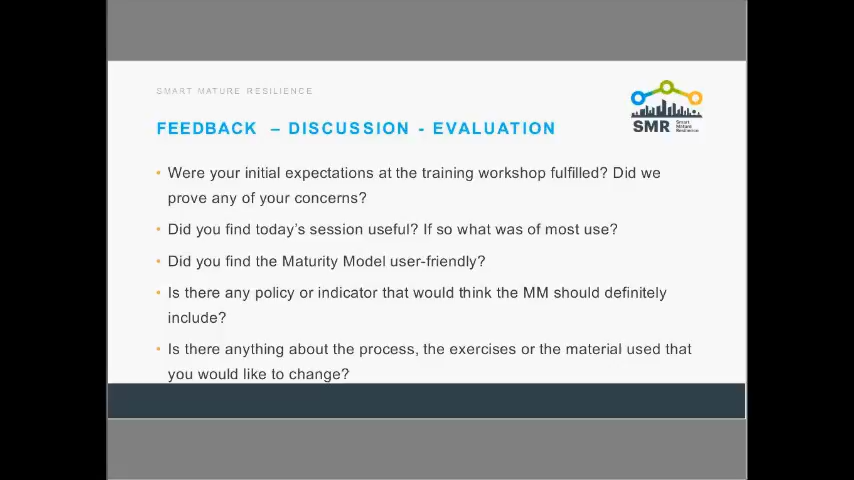 SMART MATURE RESILIENCE
SMR Smart Mature Resilience
FEEDBACK – DISCUSSION - EVALUATION
• Were your initial expectations at the training workshop fulfilled? Did we
prove any of your concerns?
• Did you find today's session useful? If so what was of most use?
• Did you find the Maturity Model user-friendly?
• Is there any policy or indicator that would think the MM should definitely
include?
• Is there anything about the process, the exercises or the material used that
you would like to change?